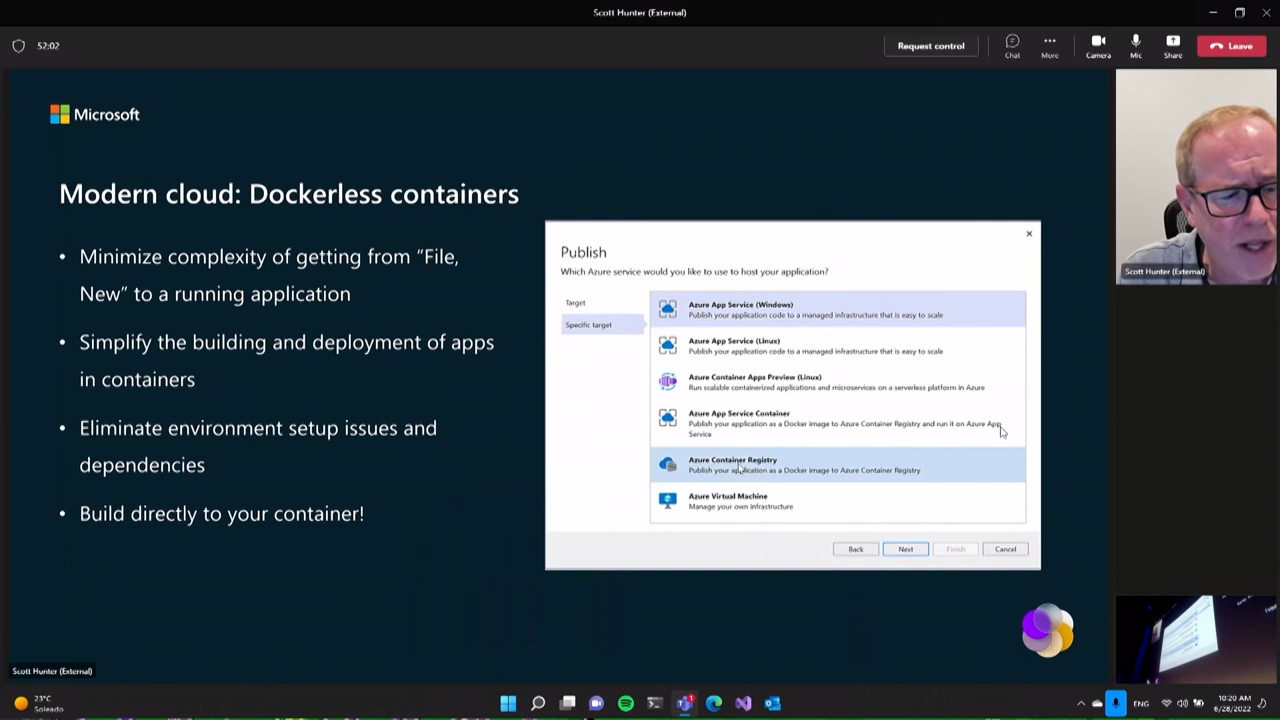 Scott Hunter (External)
52:02
Request control
Chat
More
Camera
Mic
Share
Leave
Microsoft
Modern cloud: Dockerless containers
• Minimize complexity of getting from “File,
New” to a running application
• Simplify the building and deployment of apps
in containers
• Eliminate environment setup issues and
dependencies
• Build directly to your container!
Publish
Which Azure service would you like to use to host your application?
Target
Specific target
Azure App Service (Windows)
Publish your application code to a managed infrastructure that is easy to scale
Azure App Service (Linux)
Publish your application code to a managed infrastructure that is easy to scale
Azure Container Apps Preview (Linux)
Run scalable containerized applications and microservices on a serverless platform in Azure
Azure App Service Container
Publish your application as a Docker image to Azure Container Registry and run it on Azure App
Service
Azure Container Registry
Publish your application as a Docker image to Azure Container Registry
Azure Virtual Machine
Manage your own infrastructure
Back
Next
Finish
Cancel
Scott Hunter (External)
Scott Hunter (External)
23°C
Soleado
1
ENG
10:20 AM
6/28/2022